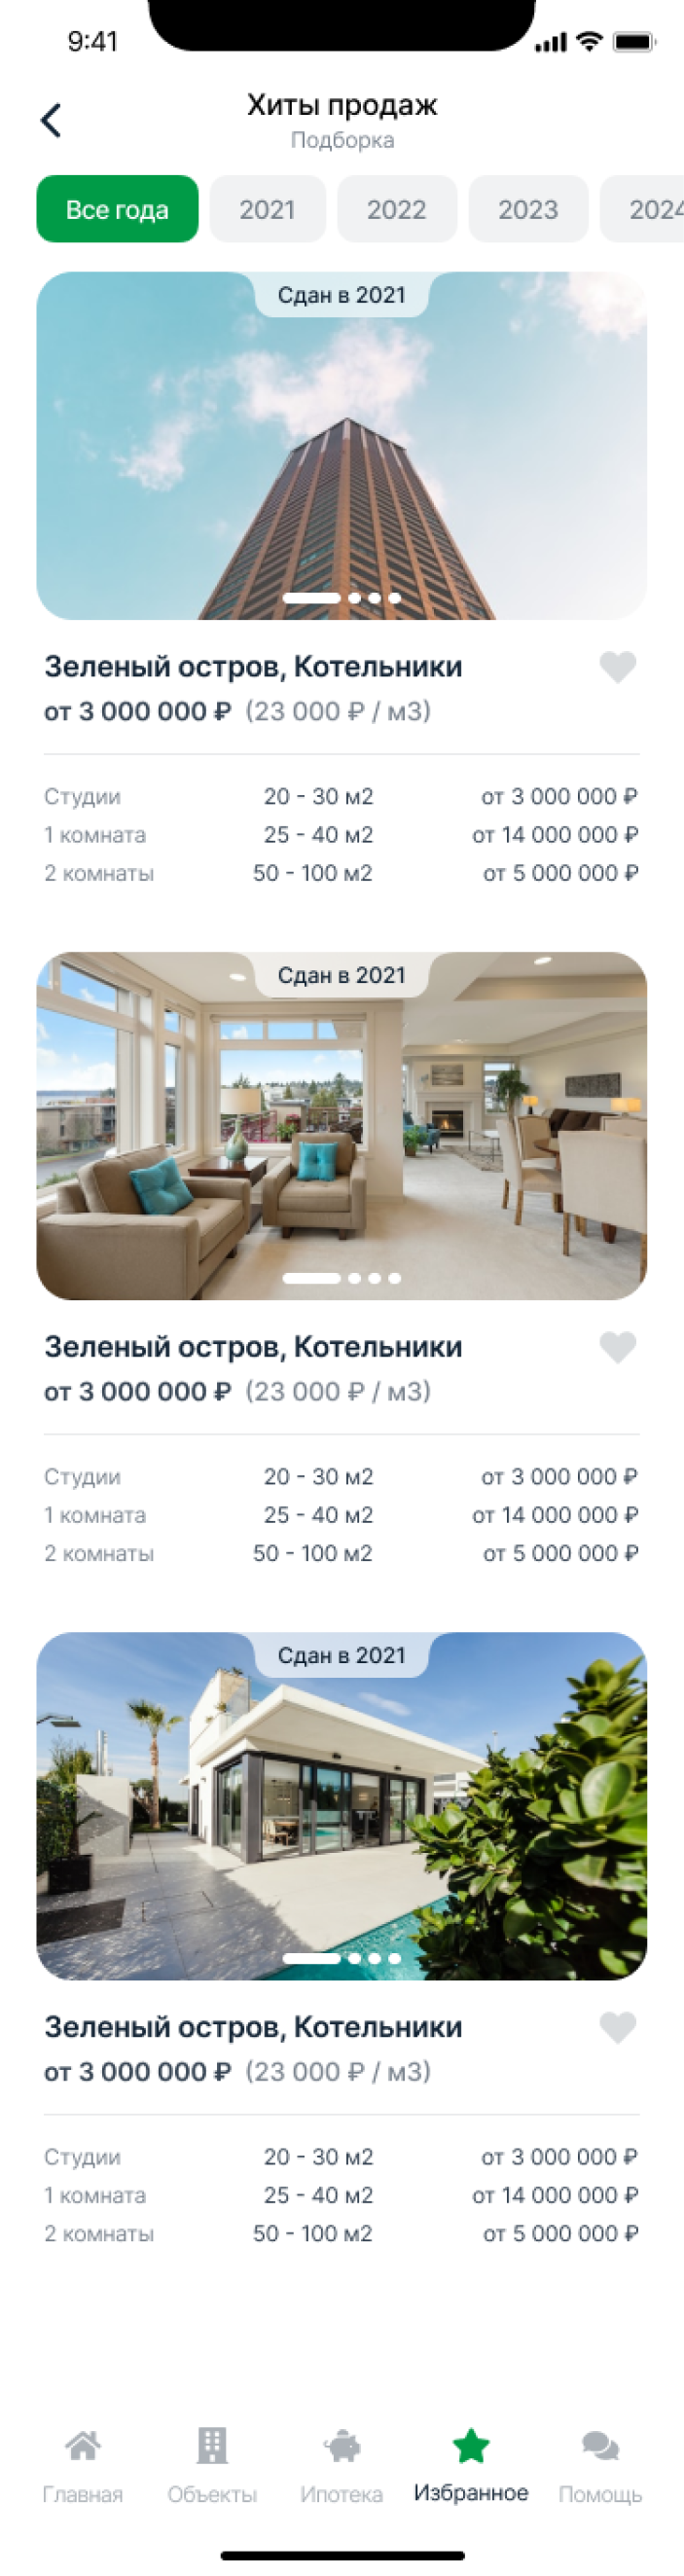 9:41
Хиты продаж
Подборка
Все года 2021 2022 2023 2024
Сдан в 2021
Зеленый остров, Котельники
от 3 000 000 ₽ (23 000 ₽ / м3)
Студии 20 - 30 м2 от 3 000 000 ₽
1 комната 25 - 40 м2 от 14 000 000 ₽
2 комнаты 50 - 100 м2 от 5 000 000 ₽
Сдан в 2021
Зеленый остров, Котельники
от 3 000 000 ₽ (23 000 ₽ / м3)
Студии 20 - 30 м2 от 3 000 000 ₽
1 комната 25 - 40 м2 от 14 000 000 ₽
2 комнаты 50 - 100 м2 от 5 000 000 ₽
Сдан в 2021
Зеленый остров, Котельники
от 3 000 000 ₽ (23 000 ₽ / м3)
Студии 20 - 30 м2 от 3 000 000 ₽
1 комната 25 - 40 м2 от 14 000 000 ₽
2 комнаты 50 - 100 м2 от 5 000 000 ₽
Главная Объекты Ипотека Избранное Помощь